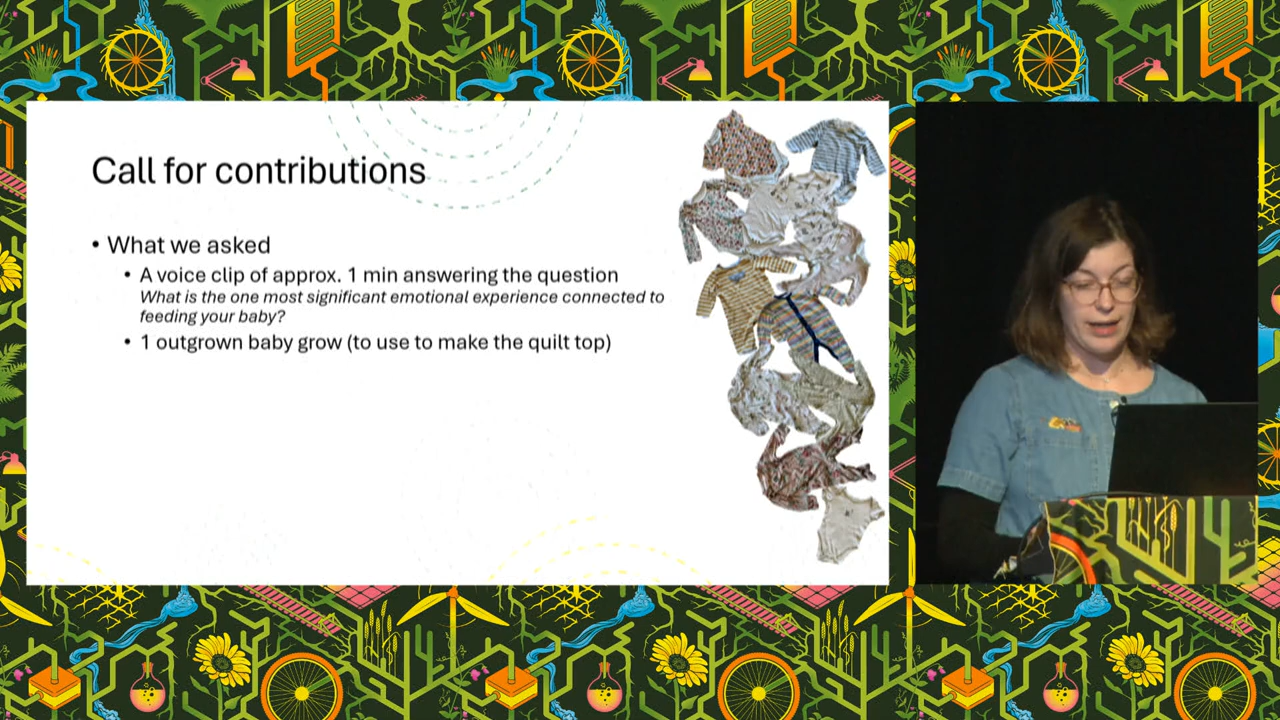 Call for contributions
• What we asked
• A voice clip of approx. 1 min answering the question
What is the one most significant emotional experience connected to
feeding your baby?
• 1 outgrown baby grow (to use to make the quilt top)